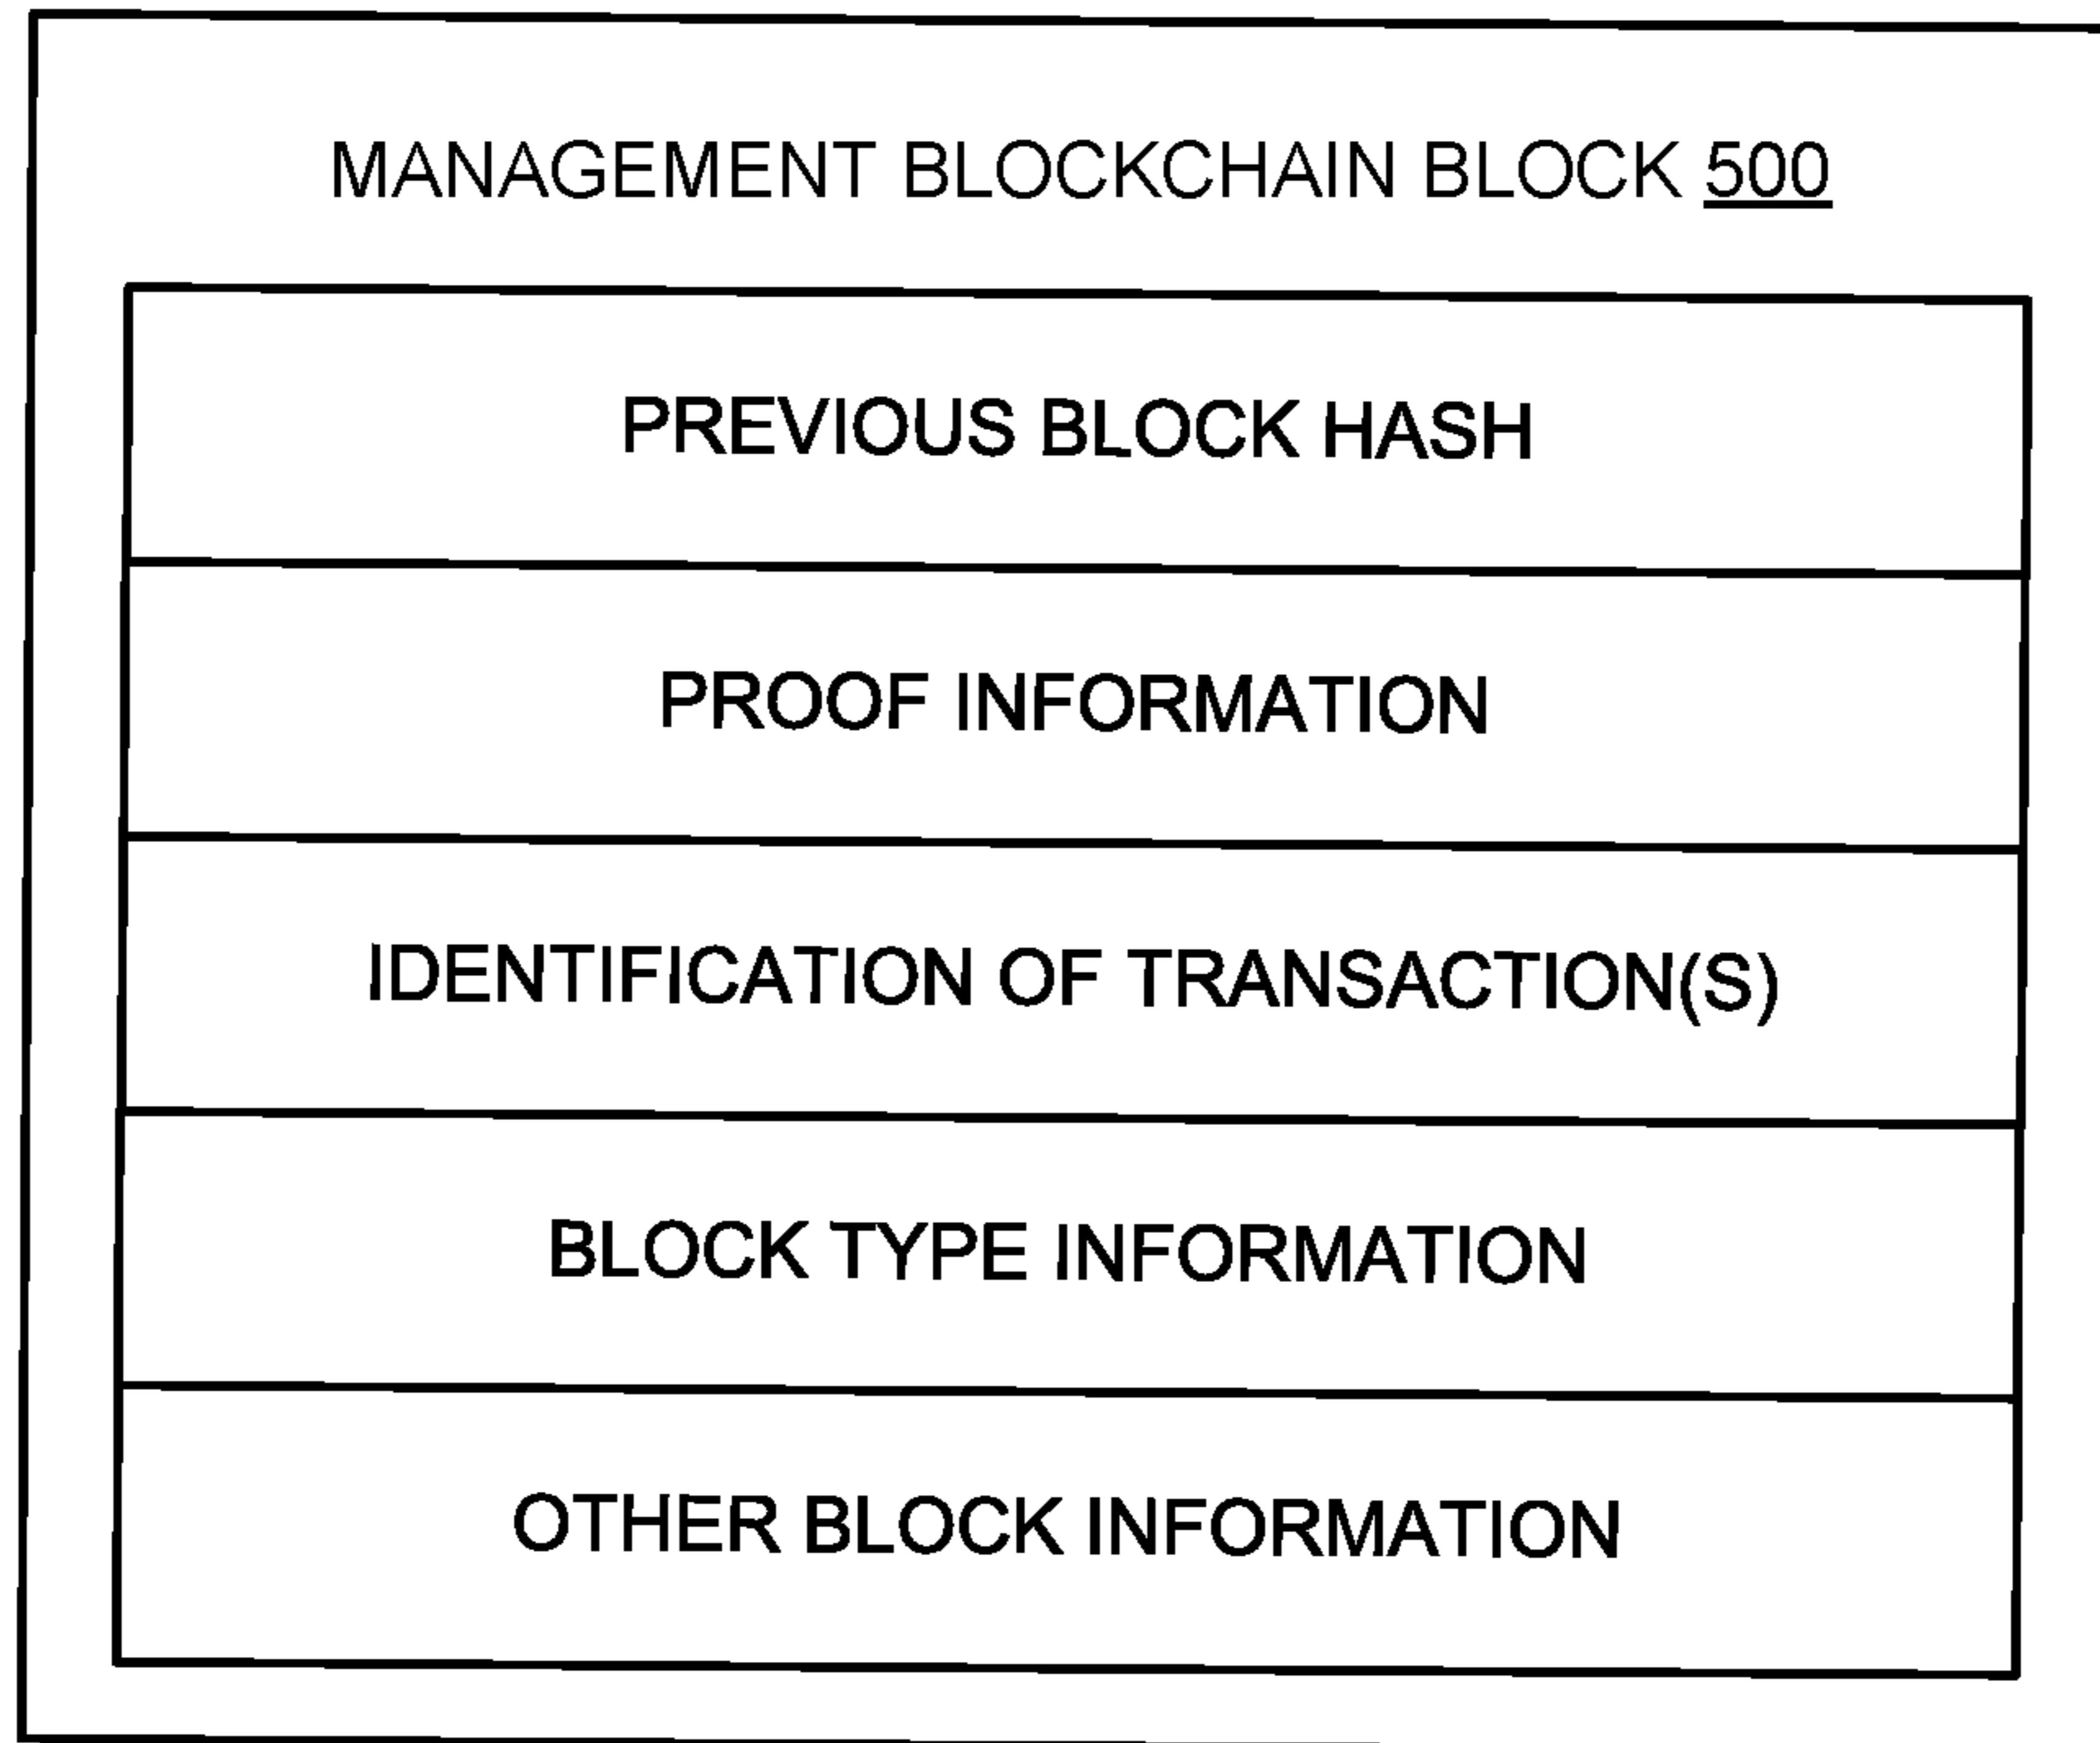 MANAGEMENT BLOCKCHAIN BLOCK 500
PREVIOUS BLOCK HASH
PROOF INFORMATION
IDENTIFICATION OF TRANSACTION(S)
BLOCK TYPE INFORMATION
OTHER BLOCK INFORMATION